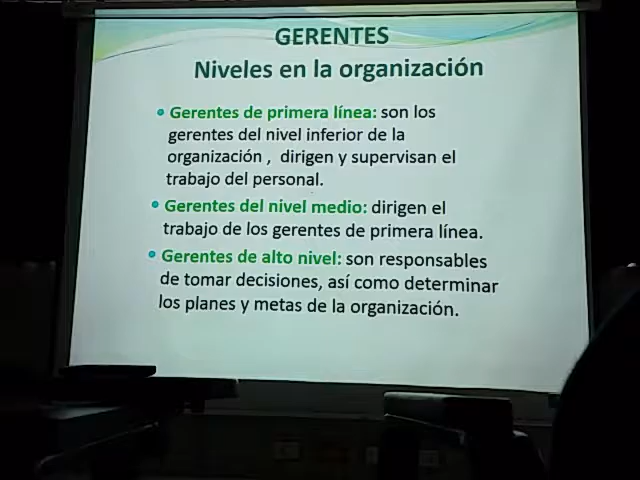 GERENTES
Niveles en la organización
Gerentes de primera línea: son los
gerentes del nivel inferior de la
organización , dirigen y supervisan el
trabajo del personal.
Gerentes del nivel medio: dirigen el
trabajo de los gerentes de primera línea.
Gerentes de alto nivel: son responsables
de tomar decisiones, así como determinar
los planes y metas de la organización.